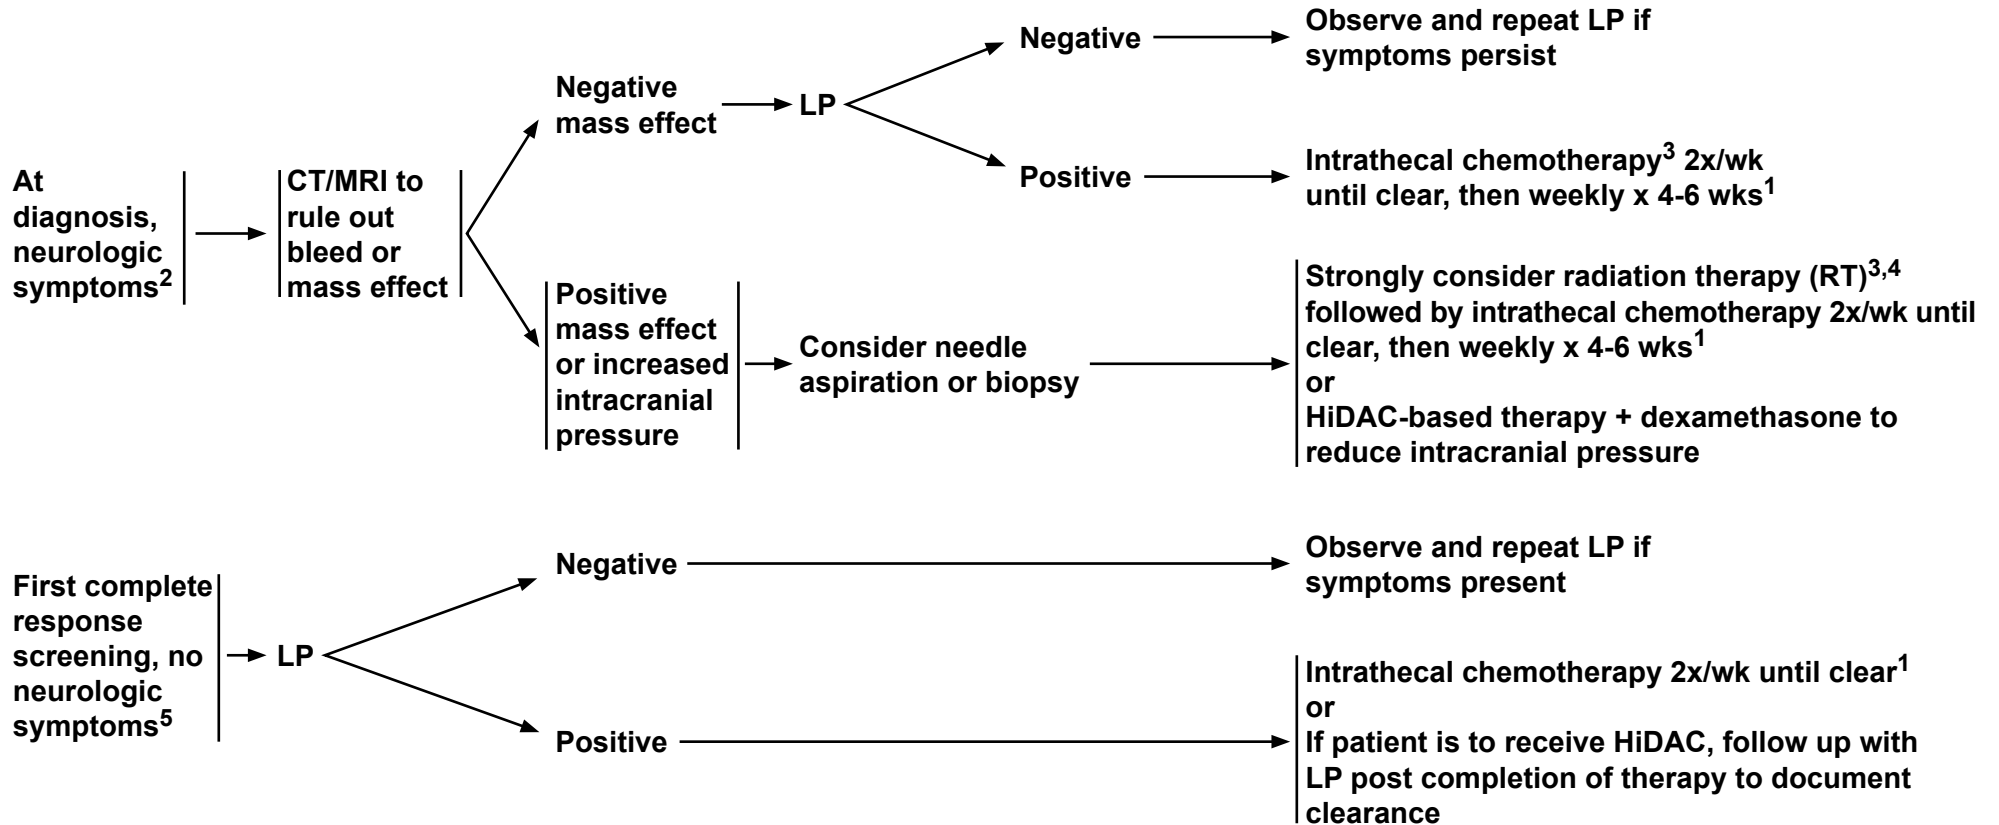 At
diagnosis,
neurologic
symptoms2
CT/MRI to
rule out
bleed or
mass effect
Negative
mass effect
LP
Negative
Observe and repeat LP if
symptoms persist
Positive
Intrathecal chemotherapy3 2x/wk
until clear, then weekly x 4-6 wks1
Positive
mass effect
or increased
intracranial
pressure
Consider needle
aspiration or biopsy
Strongly consider radiation therapy (RT)3,4
followed by intrathecal chemotherapy 2x/wk until
clear, then weekly x 4-6 wks1
or
HiDAC-based therapy + dexamethasone to
reduce intracranial pressure
First complete
response
screening, no
neurologic
symptoms5
LP
Negative
Observe and repeat LP if
symptoms present
Positive
Intrathecal chemotherapy 2x/wk until clear1
or
If patient is to receive HiDAC, follow up with
LP post completion of therapy to document
clearance